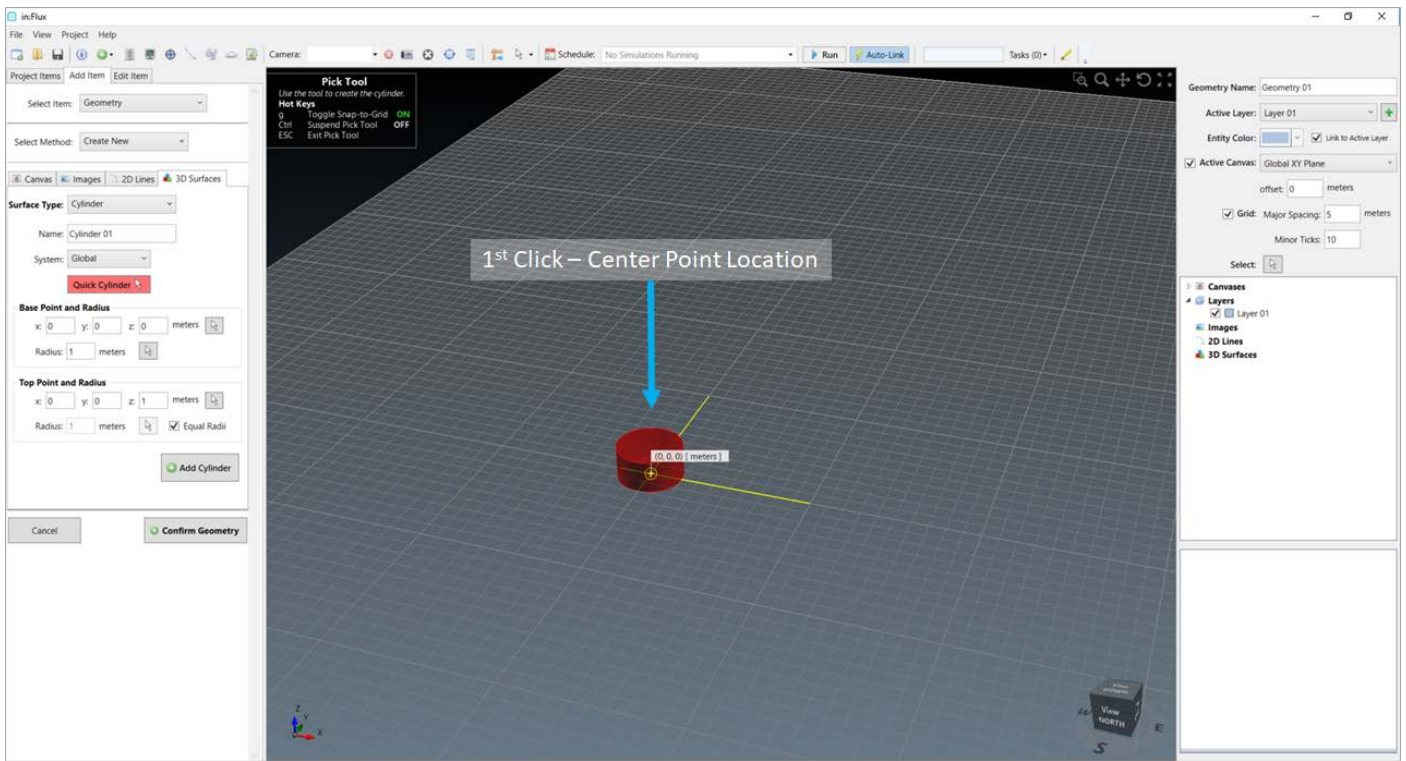 in:Flux
File View Project Help
Camera: Schedule: No Simulations Running Run Auto-Link Tasks (0)
Project Items Add Item Edit Item
Select Item: Geometry
Select Method: Create New
Canvas Images 2D Lines 3D Surfaces
Surface Type: Cylinder
Name: Cylinder 01
System: Global
Quick Cylinder
Base Point and Radius
x: 0 y: 0 z: 0 meters
Radius: 1 meters
Top Point and Radius
x: 0 y: 0 z: 1 meters
Radius: 1 meters Equal Radii
Add Cylinder
Cancel Confirm Geometry
Pick Tool
Use the tool to create the cylinder.
Hot Keys
g Toggle Snap-to-Grid ON
Ctrl Suspend Pick Tool OFF
ESC Exit Pick Tool
1st Click – Center Point Location
(0, 0, 0) [ meters ]
Z
Y
X
View
NORTH
W
E
S
Geometry Name: Geometry 01
Active Layer: Layer 01
Entity Color: Link to Active Layer
Active Canvas: Global XY Plane
offset: 0 meters
Grid: Major Spacing: 5 meters
Minor Ticks: 10
Select:
Canvases
Layers
Layer 01
Images
2D Lines
3D Surfaces